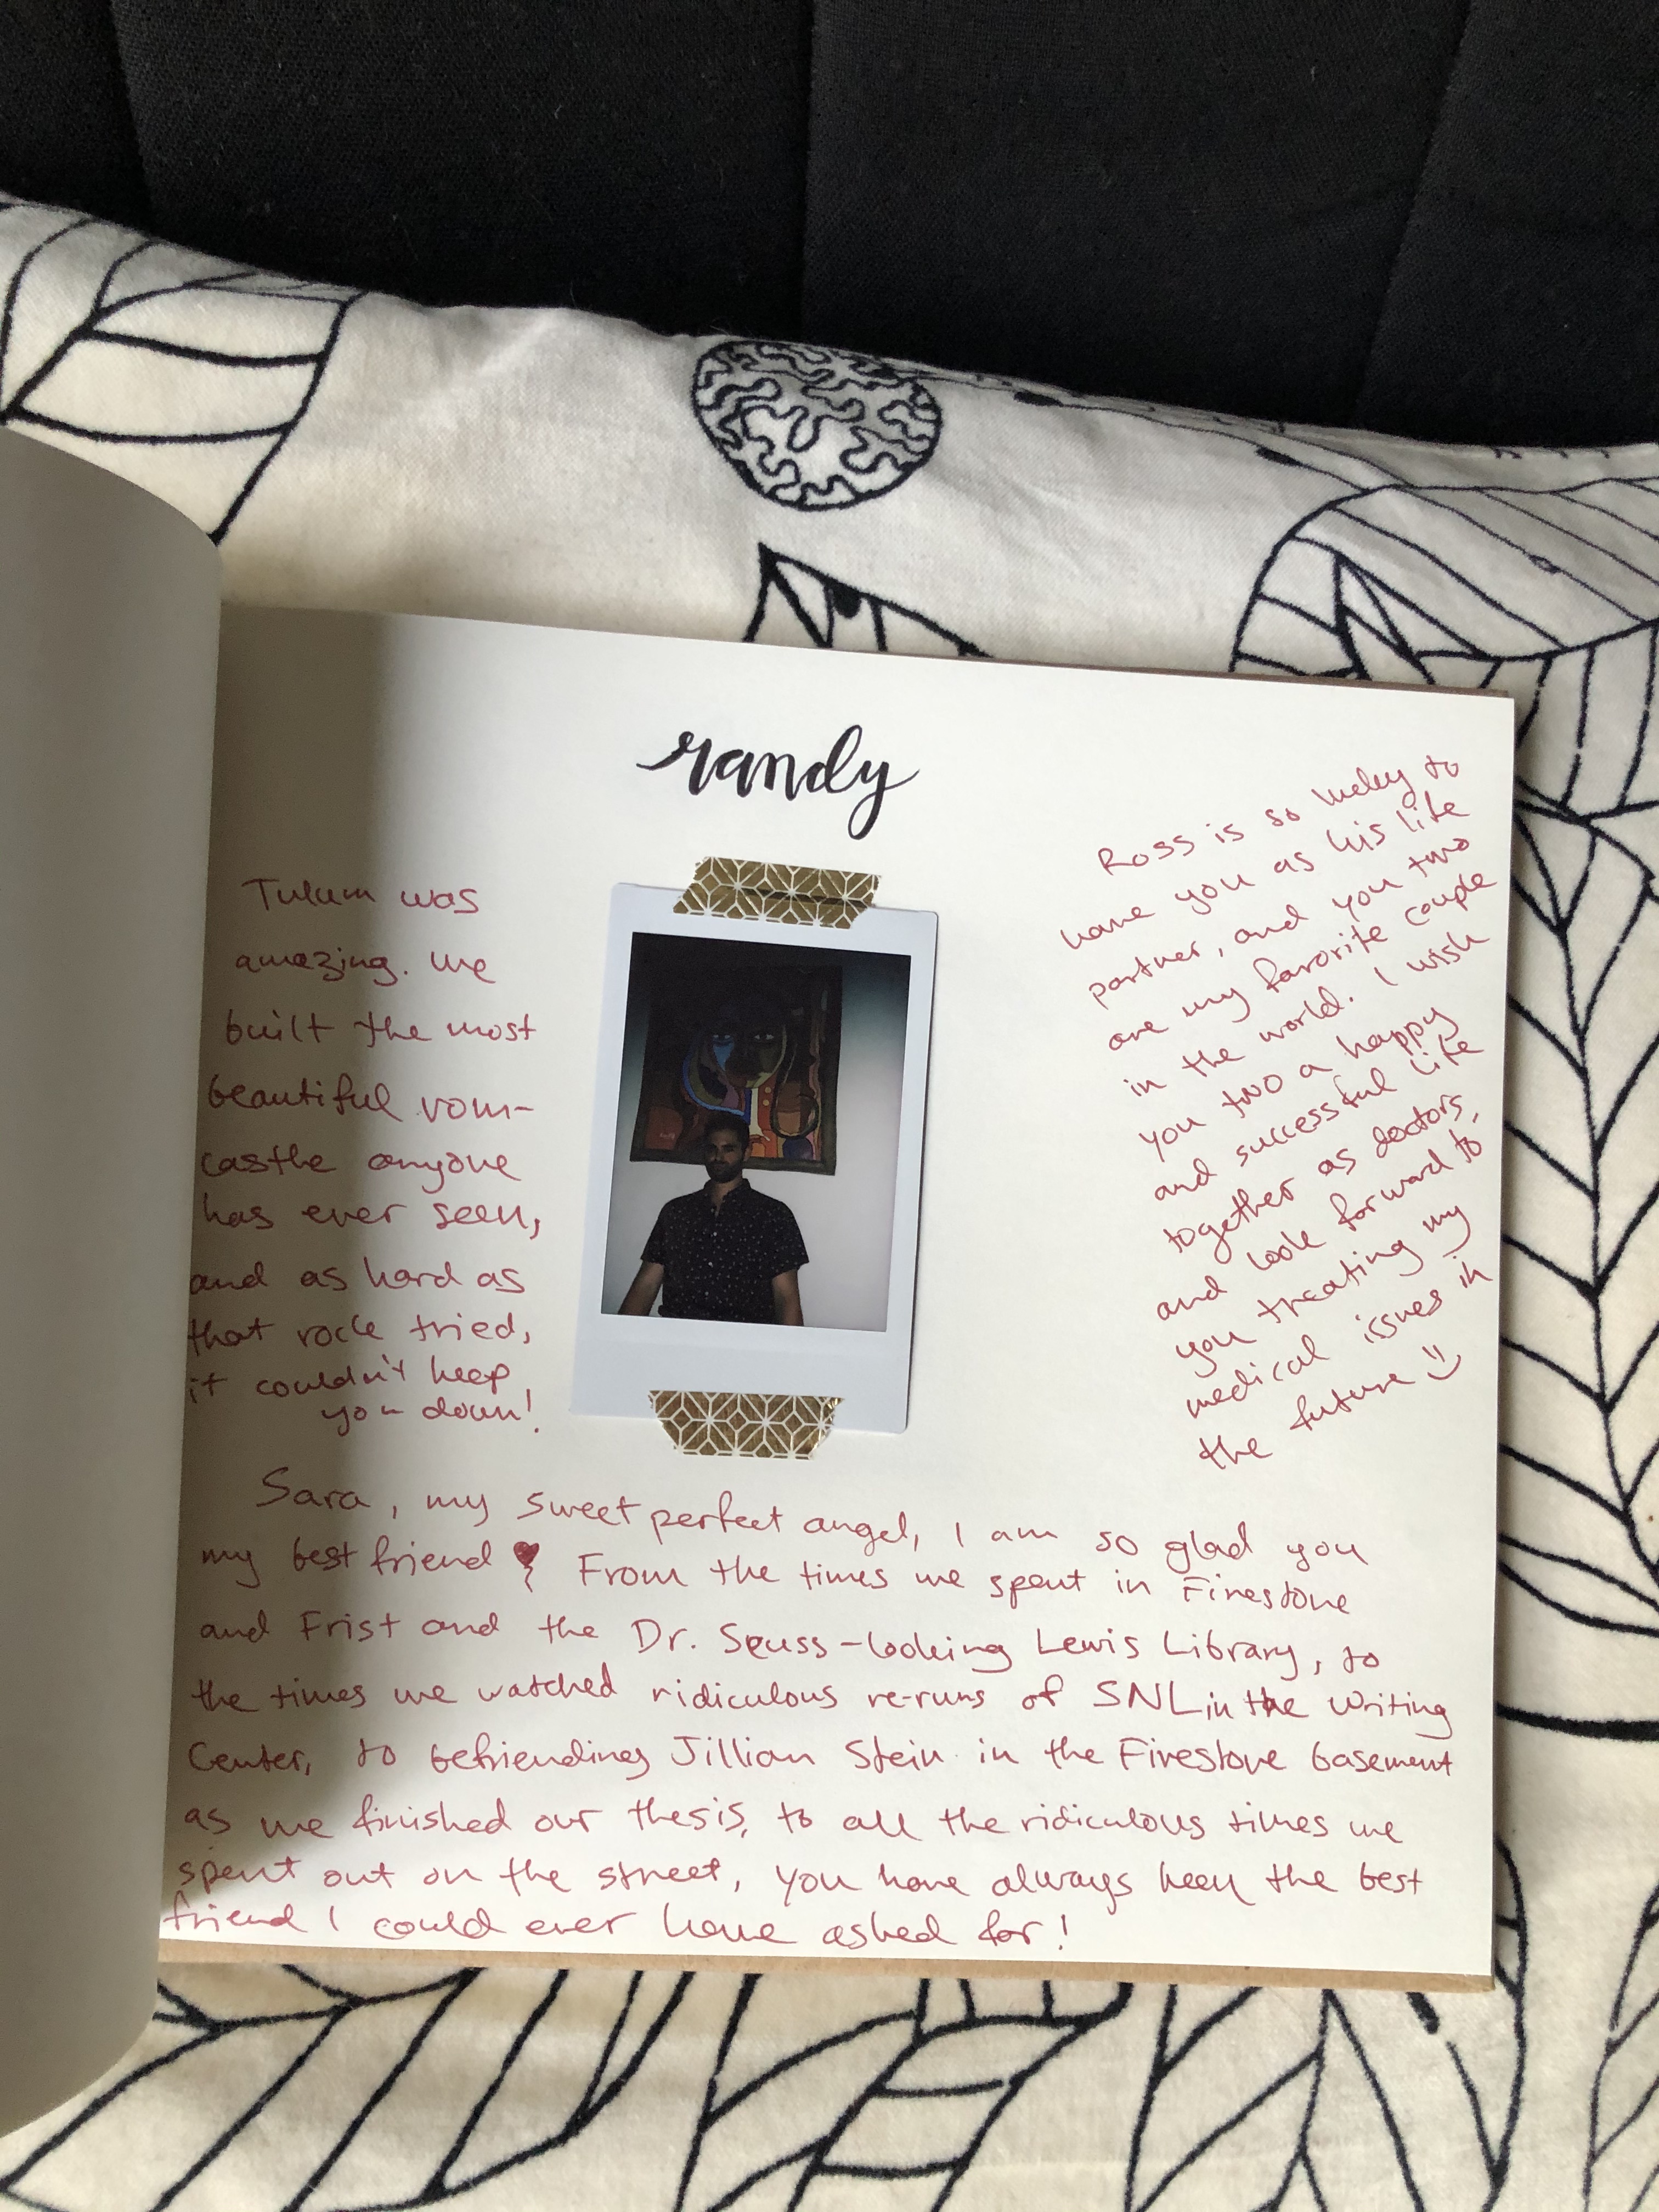 randy
Tulum was
amazing. We
built the most
beautiful vom-
castle anyone
has ever seen,
and as hard as
that rock tried,
it couldn't keep
you down!
Ross is so lucky to
have you as his life
partner, and you two
are my favorite couple
in the world. I wish
you two a happy
and successful life
together as doctors,
and look forward to
you treating my
medical issues in
the future
Sara, my sweet perfect angel, I am so glad you
my best friend From the times we spent in Firestone
and Frist and the Dr. Seuss-looking Lewis Library, to
the times we watched ridiculous re-runs of SNL in the Writing
Center, to befriending Jillian Stein in the Firestone basement
as we finished our thesis, to all the ridiculous times we
spent out on the street, you have always been the best
friend I could ever have asked for!